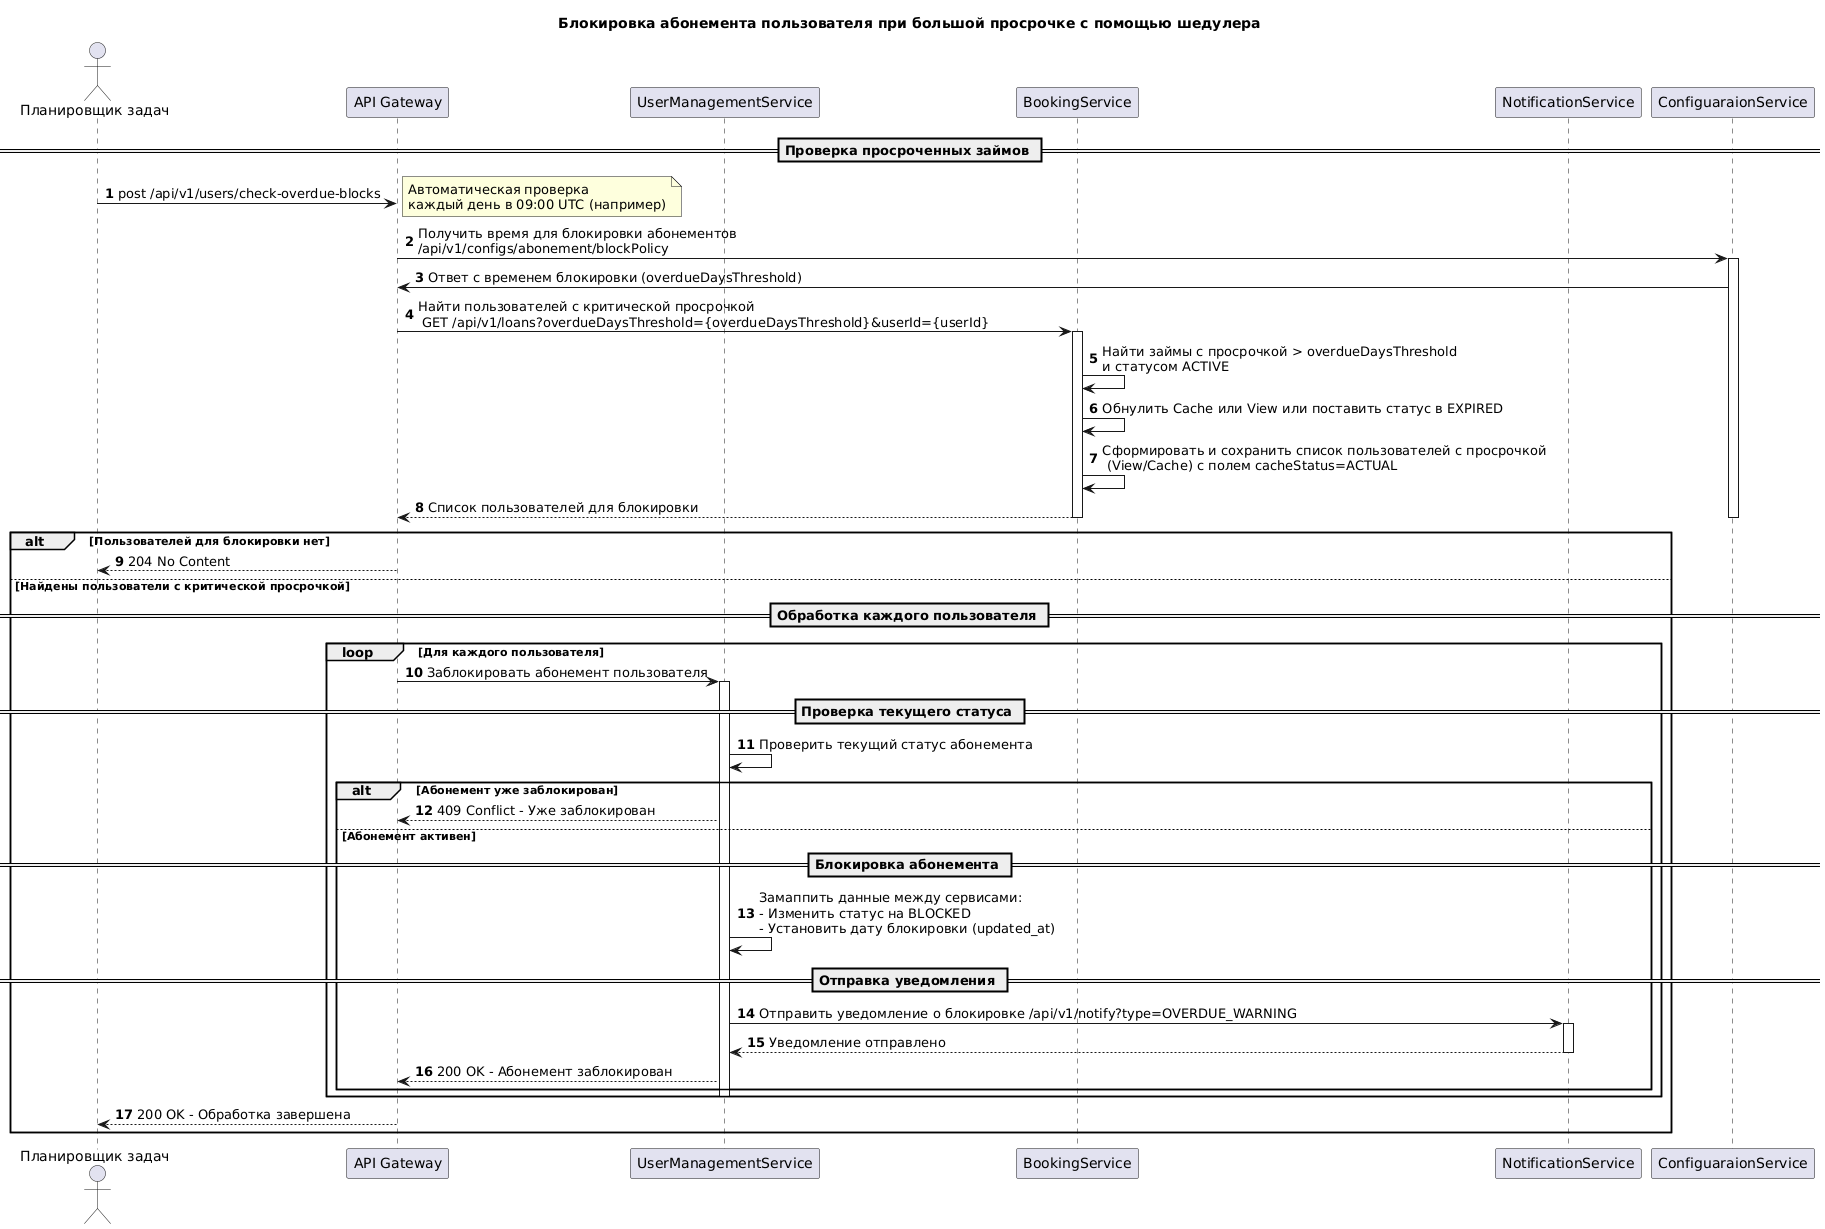 Блокировка абонемента пользователя при большой просрочке с помощью шедулера
Планировщик задач
API Gateway
UserManagementService
BookingService
NotificationService
ConfiguaraionService
Проверка просроченных займов
1 post /api/v1/users/check-overdue-blocks
Автоматическая проверка
каждый день в 09:00 UTC (например)
2 Получить время для блокировки абонементов
/api/v1/configs/abonement/blockPolicy
3 Ответ с временем блокировки (overdueDaysThreshold)
4 Найти пользователей с критической просрочкой
GET /api/v1/loans?overdueDaysThreshold={overdueDaysThreshold}&userId={userId}
5 Найти займы с просрочкой > overdueDaysThreshold
и статусом ACTIVE
6 Обнулить Cache или View или поставить статус в EXPIRED
7 Сформировать и сохранить список пользователей с просрочкой
(View/Cache) с полем cacheStatus=ACTUAL
8 Список пользователей для блокировки
alt [Пользователей для блокировки нет]
9 204 No Content
[Найдены пользователи с критической просрочкой]
Обработка каждого пользователя
loop [Для каждого пользователя]
10 Заблокировать абонемент пользователя
Проверка текущего статуса
11 Проверить текущий статус абонемента
alt [Абонемент уже заблокирован]
12 409 Conflict - Уже заблокирован
[Абонемент активен]
Блокировка абонемента
Замаппить данные между сервисами:
13 - Изменить статус на BLOCKED
- Установить дату блокировки (updated_at)
Отправка уведомления
14 Отправить уведомление о блокировке /api/v1/notify?type=OVERDUE_WARNING
15 Уведомление отправлено
16 200 OK - Абонемент заблокирован
17 200 OK - Обработка завершена
Планировщик задач
API Gateway
UserManagementService
BookingService
NotificationService
ConfiguaraionService